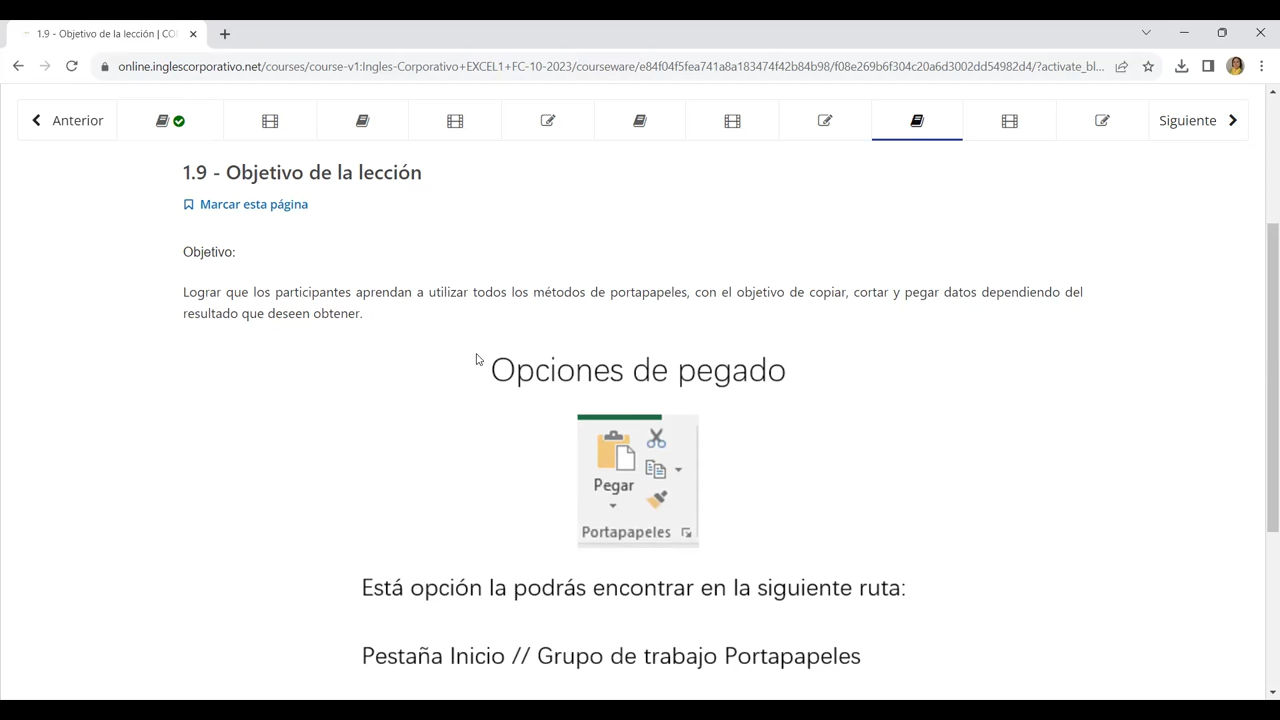 1.9 - Objetivo de la lección | CO
online.inglescorporativo.net/courses/course-v1:Ingles-Corporativo+EXCEL1+FC-10-2023/courseware/e84f04f5fea741a8a183474f42b84b98/f08e269b6f304c20a6d3002dd54982d4/?activate_bl...
Anterior
Siguiente
1.9 - Objetivo de la lección
Marcar esta página
Objetivo:
Lograr que los participantes aprendan a utilizar todos los métodos de portapapeles, con el objetivo de copiar, cortar y pegar datos dependiendo del
resultado que deseen obtener.
Opciones de pegado
Pegar
Portapapeles
Está opción la podrás encontrar en la siguiente ruta:
Pestaña Inicio // Grupo de trabajo Portapapeles